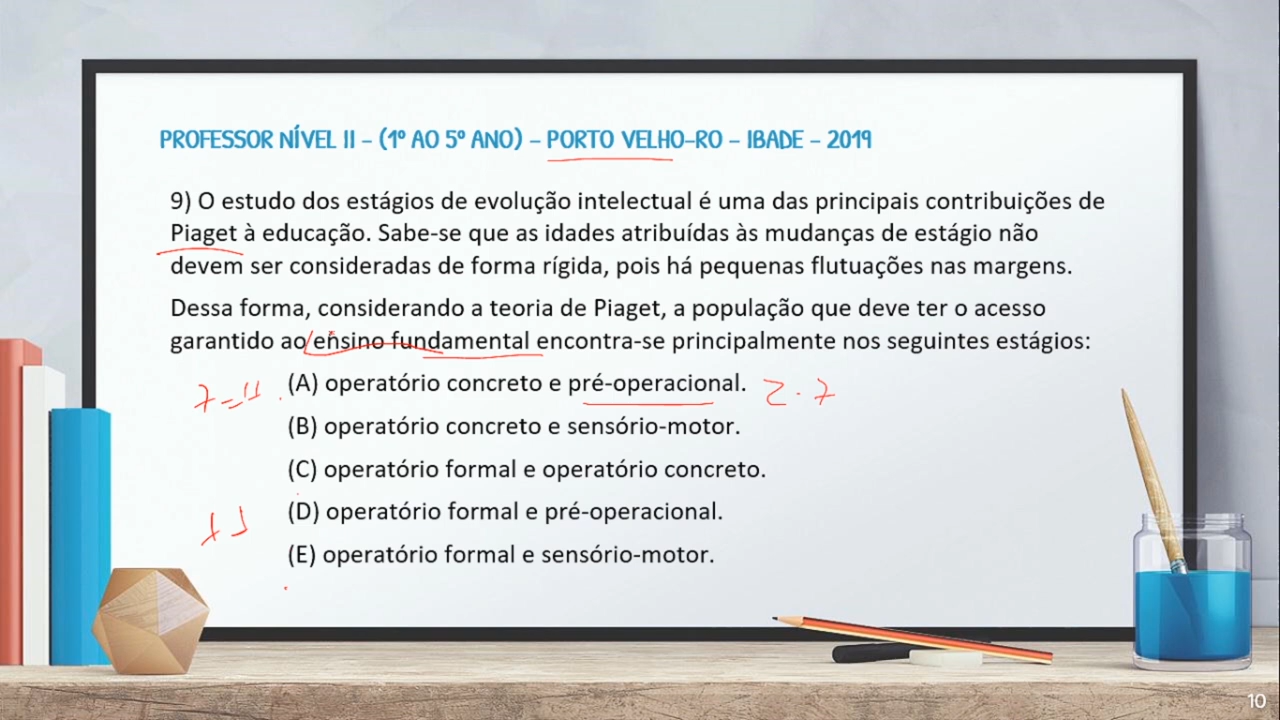 PROFESSOR NÍVEL II – (1º AO 5º ANO) – PORTO VELHO-RO – IBADE – 2019
9) O estudo dos estágios de evolução intelectual é uma das principais contribuições de
Piaget à educação. Sabe-se que as idades atribuídas às mudanças de estágio não
devem ser consideradas de forma rígida, pois há pequenas flutuações nas margens.
Dessa forma, considerando a teoria de Piaget, a população que deve ter o acesso
garantido ao ensino fundamental encontra-se principalmente nos seguintes estágios:
7-11 (A) operatório concreto e pré-operacional. 2-7
(B) operatório concreto e sensório-motor.
(C) operatório formal e operatório concreto.
(D) operatório formal e pré-operacional.
(E) operatório formal e sensório-motor.
10